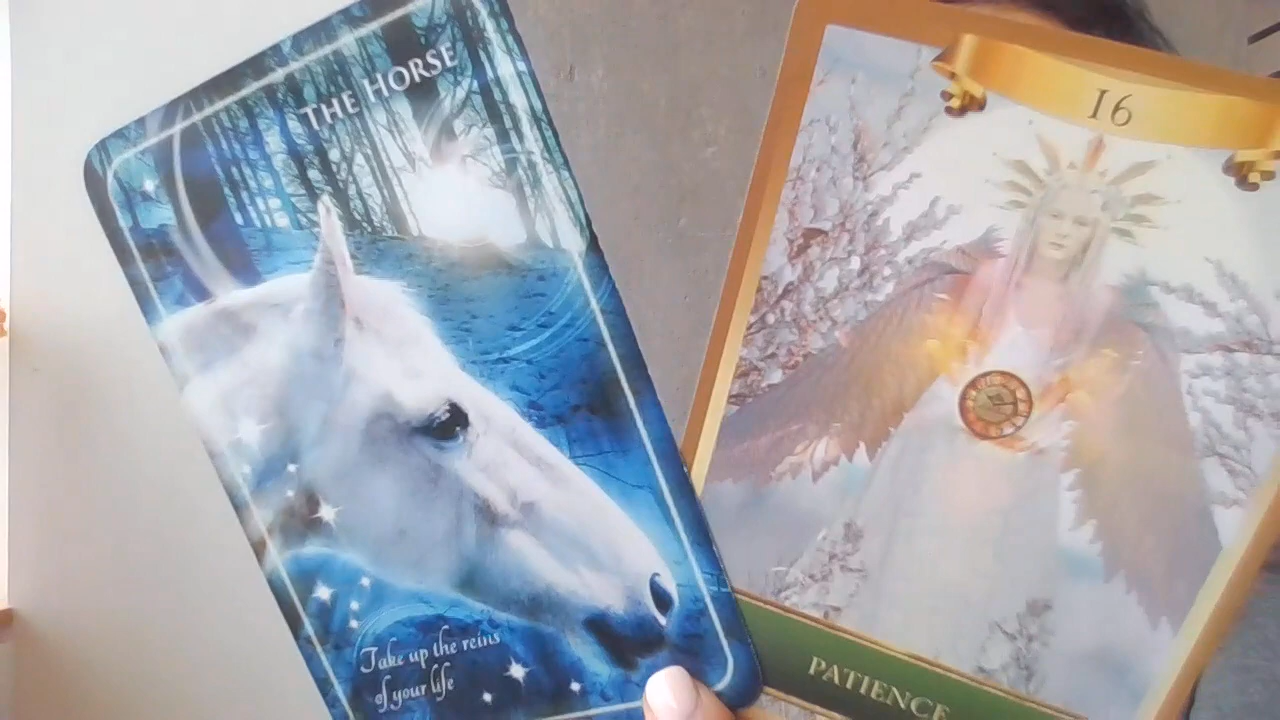 THE HORSE
Take up the reins
of your life
16
PATIENCE